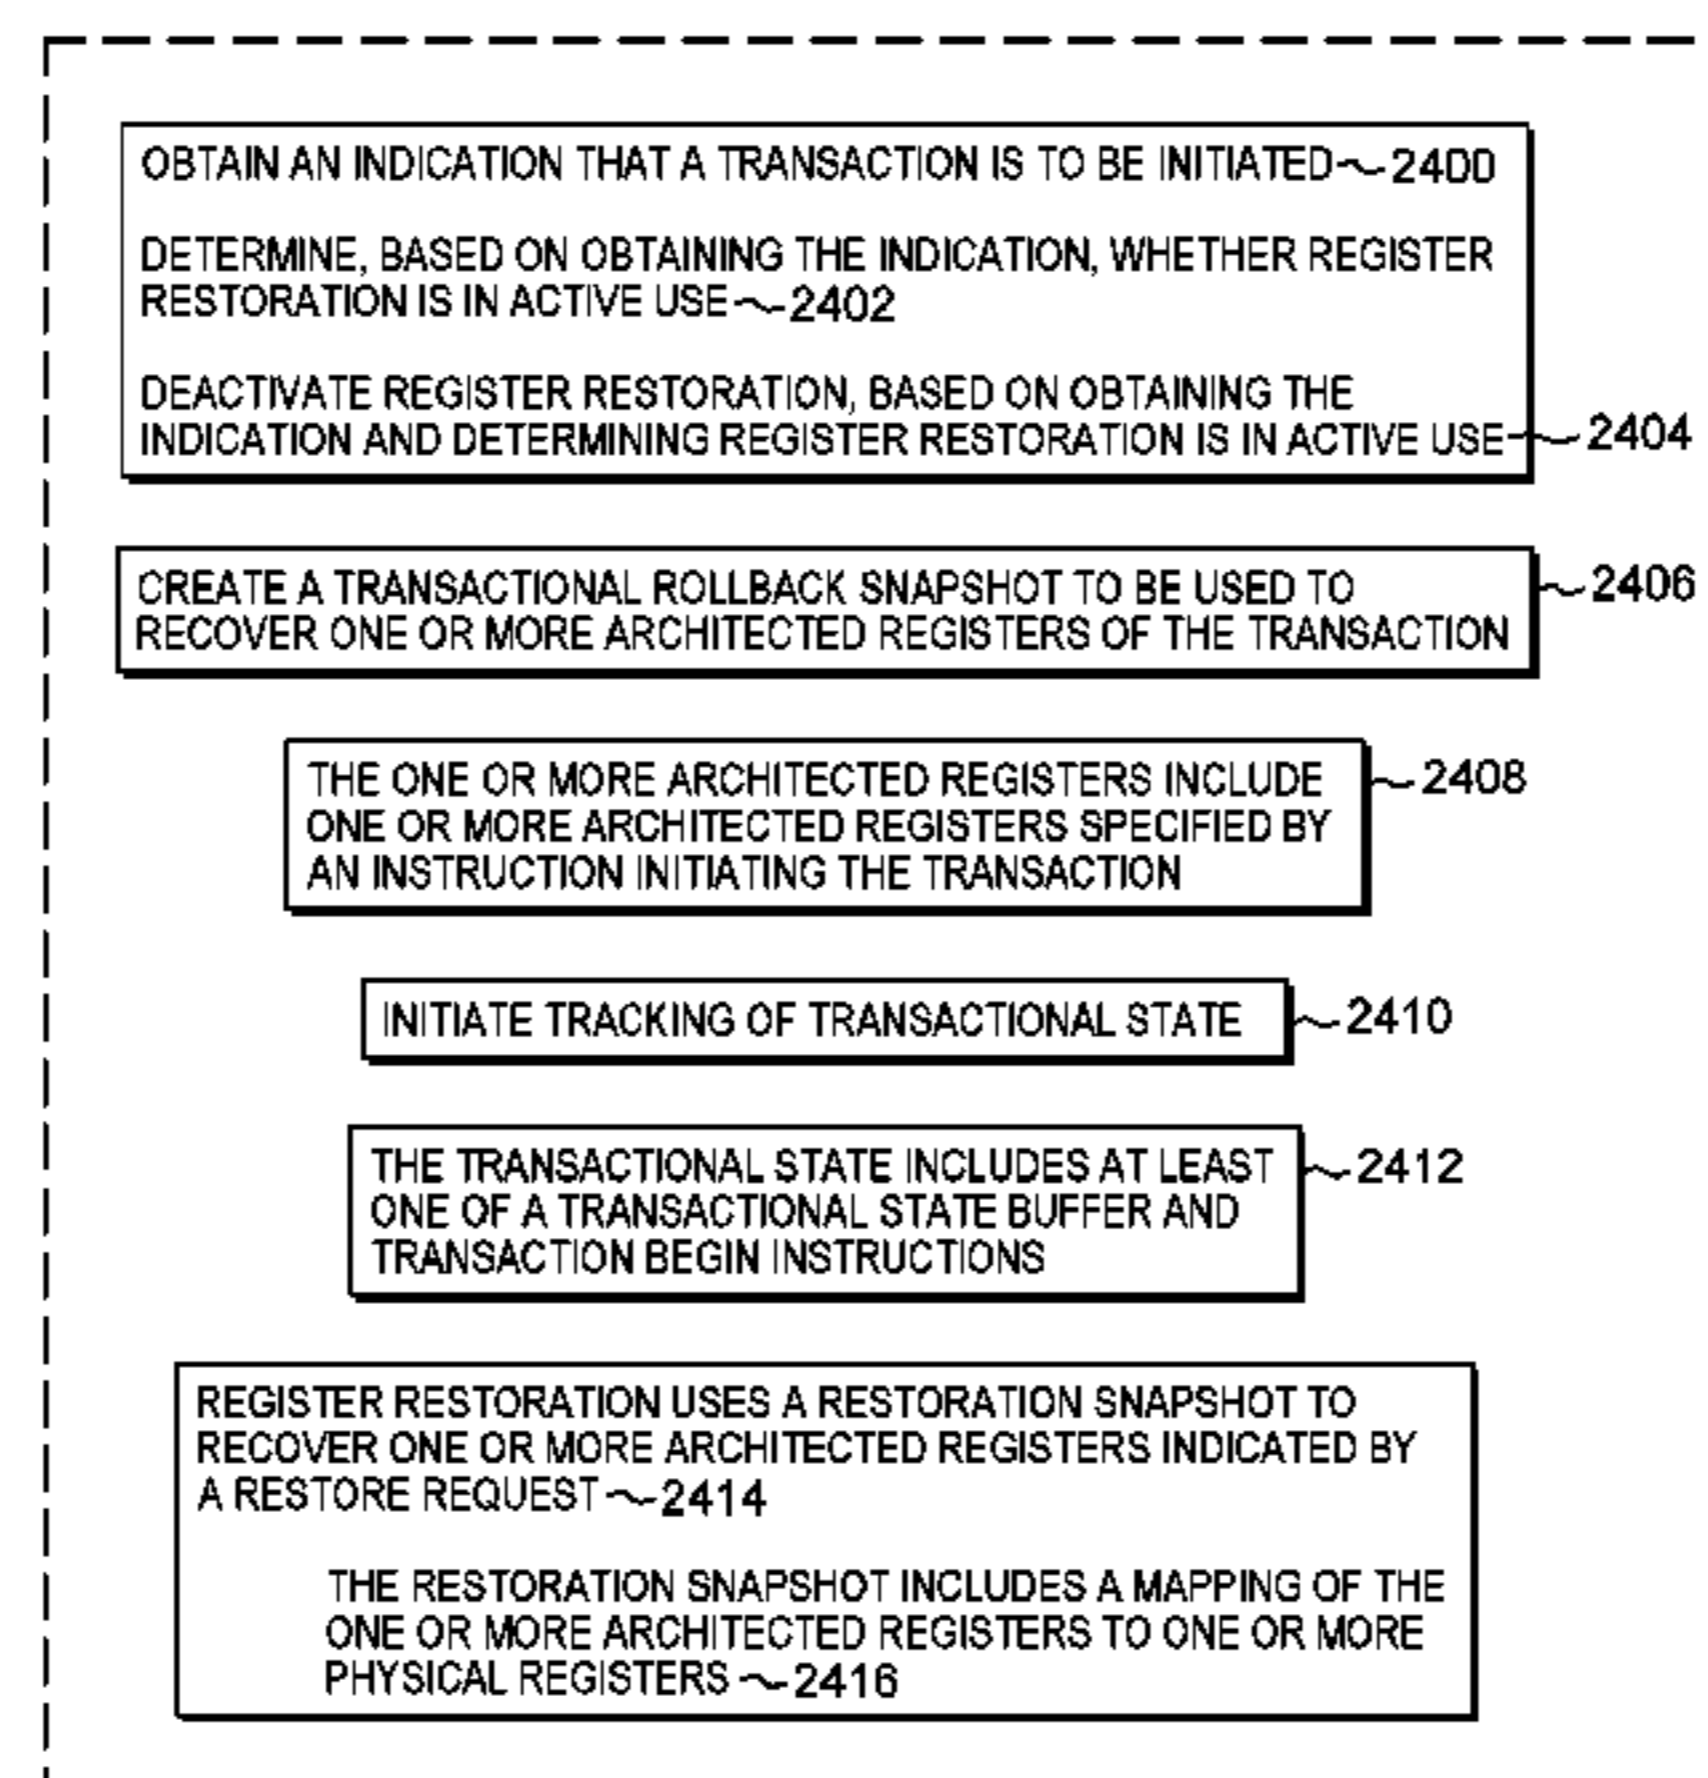 OBTAIN AN INDICATION THAT A TRANSACTION IS TO BE INITIATED~2400
DETERMINE, BASED ON OBTAINING THE INDICATION, WHETHER REGISTER
RESTORATION IS IN ACTIVE USE~2402
DEACTIVATE REGISTER RESTORATION, BASED ON OBTAINING THE
INDICATION AND DETERMINING REGISTER RESTORATION IS IN ACTIVE USE~2404
CREATE A TRANSACTIONAL ROLLBACK SNAPSHOT TO BE USED TO
RECOVER ONE OR MORE ARCHITECTED REGISTERS OF THE TRANSACTION
2406
THE ONE OR MORE ARCHITECTED REGISTERS INCLUDE
ONE OR MORE ARCHITECTED REGISTERS SPECIFIED BY
AN INSTRUCTION INITIATING THE TRANSACTION
2408
INITIATE TRACKING OF TRANSACTIONAL STATE
2410
THE TRANSACTIONAL STATE INCLUDES AT LEAST
ONE OF A TRANSACTIONAL STATE BUFFER AND
TRANSACTION BEGIN INSTRUCTIONS
2412
REGISTER RESTORATION USES A RESTORATION SNAPSHOT TO
RECOVER ONE OR MORE ARCHITECTED REGISTERS INDICATED BY
A RESTORE REQUEST~2414
THE RESTORATION SNAPSHOT INCLUDES A MAPPING OF THE
ONE OR MORE ARCHITECTED REGISTERS TO ONE OR MORE
PHYSICAL REGISTERS~2416